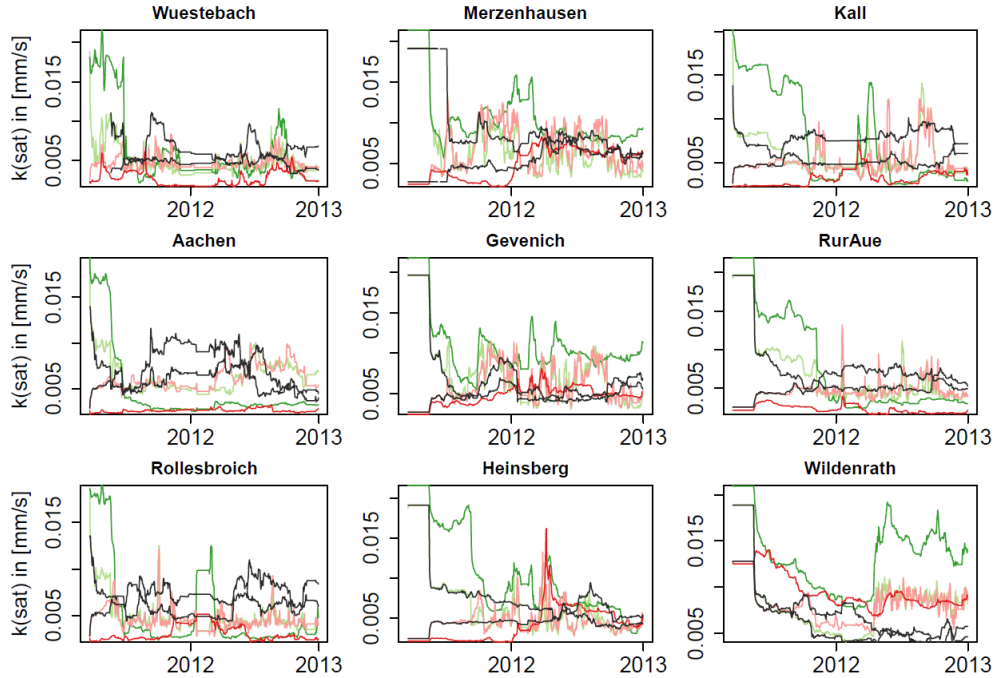 Wuestebach Merzenhausen Kall
k(sat) in [mm/s]
0.005 0.015
0.005 0.015
0.005 0.015
2012 2013 2012 2013 2012 2013
Aachen Gevenich RurAue
k(sat) in [mm/s]
0.005 0.015
0.005 0.015
0.005 0.015
2012 2013 2012 2013 2012 2013
Rollesbroich Heinsberg Wildenrath
k(sat) in [mm/s]
0.005 0.015
0.005 0.015
0.005 0.015
2012 2013 2012 2013 2012 2013